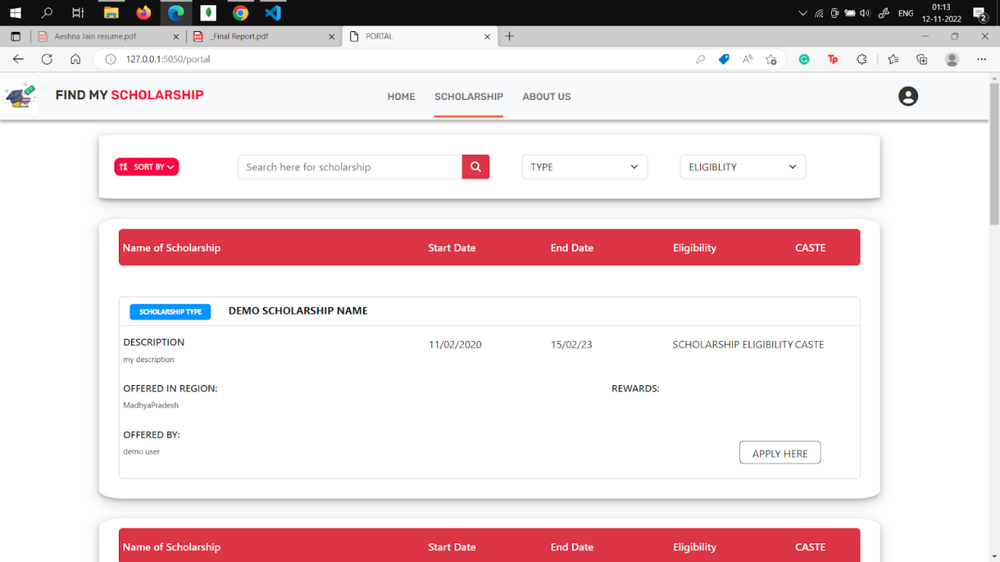 ENG
01:13
12-11-2022
2
Aeshna Jain resume.pdf
_Final Report.pdf
PORTAL
127.0.0.1:5050/portal
FIND MY SCHOLARSHIP
HOME SCHOLARSHIP ABOUT US
SORT BY
Search here for scholarship
TYPE
ELIGIBLITY
Name of Scholarship Start Date End Date Eligibility CASTE
SCHOLARSHIP TYPE DEMO SCHOLARSHIP NAME
DESCRIPTION 11/02/2020 15/02/23 SCHOLARSHIP ELIGIBILITY CASTE
my description
OFFERED IN REGION: REWARDS:
MadhyaPradesh
OFFERED BY:
demo user
APPLY HERE
Name of Scholarship Start Date End Date Eligibility CASTE